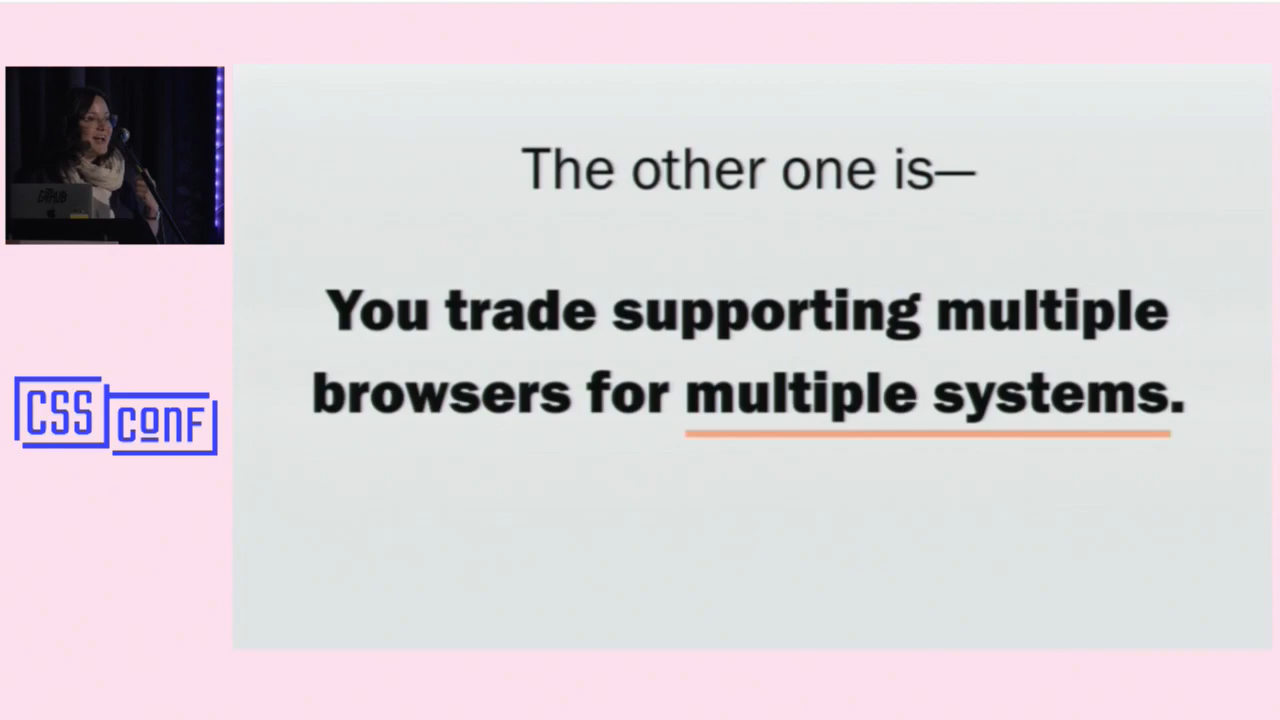 The other one is—
You trade supporting multiple
browsers for multiple systems.
CSS
CONF